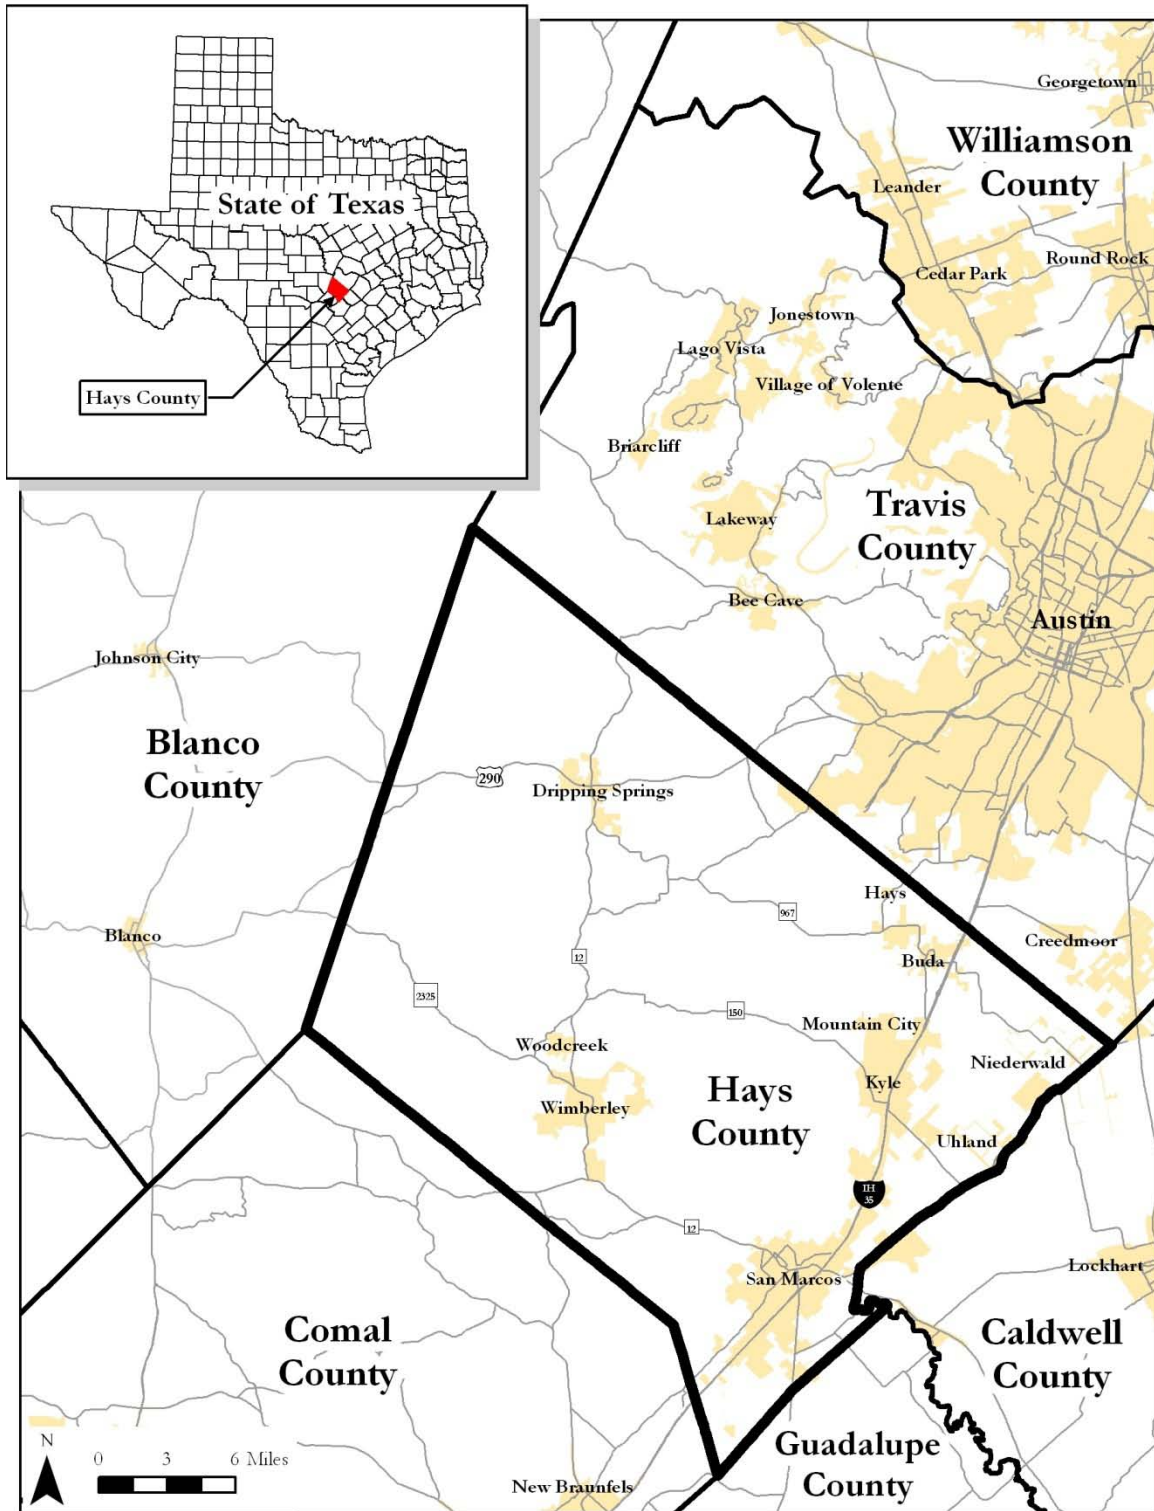 State of Texas
Hays County
Georgetown
Williamson
County
Leander
Round Rock
Cedar Park
Jonestown
Lago Vista
Village of Volente
Briarcliff
Travis
County
Lakeway
Bee Cave
Austin
Johnson City
Blanco
County
290
Dripping Springs
Hays
967
Blanco
Creedmoor
12
Buda
2325
150
Mountain City
Woodcreek
Niederwald
Kyle
Hays
County
Wimberley
Uhland
IH
35
12
San Marcos
Lockhart
Comal
County
Caldwell
County
Guadalupe
County
N
0 3 6 Miles
New Braunfels